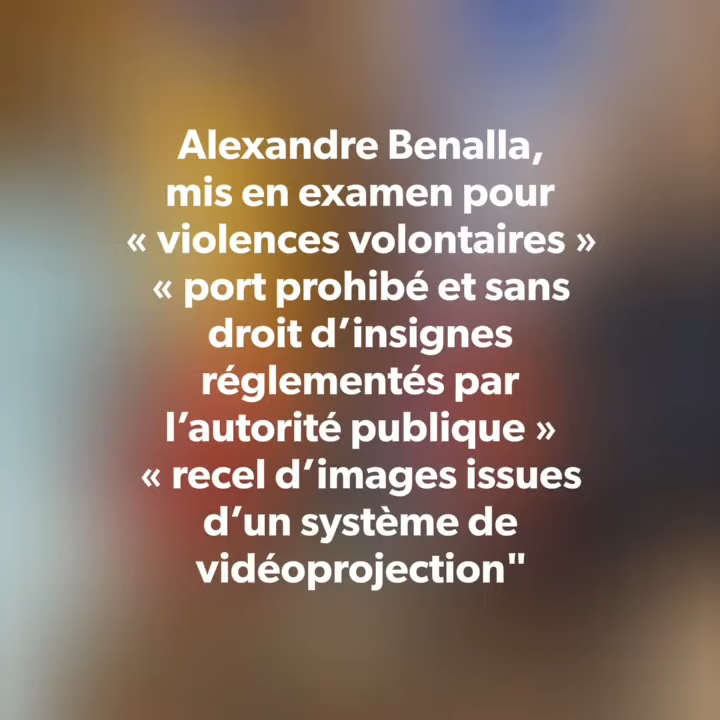 Alexandre Benalla,
mis en examen pour
« violences volontaires »
« port prohibé et sans
droit d’insignes
réglementés par
l’autorité publique »
« recel d’images issues
d’un système de
vidéoprojection"